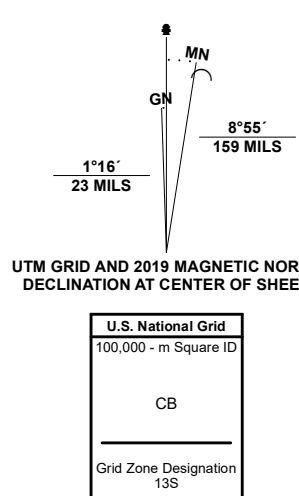 MN
GN
8°55´
159 MILS
1°16´
23 MILS
UTM GRID AND 2019 MAGNETIC NOR
DECLINATION AT CENTER OF SHEE
U.S. National Grid
100,000 - m Square ID
CB
Grid Zone Designation
13S